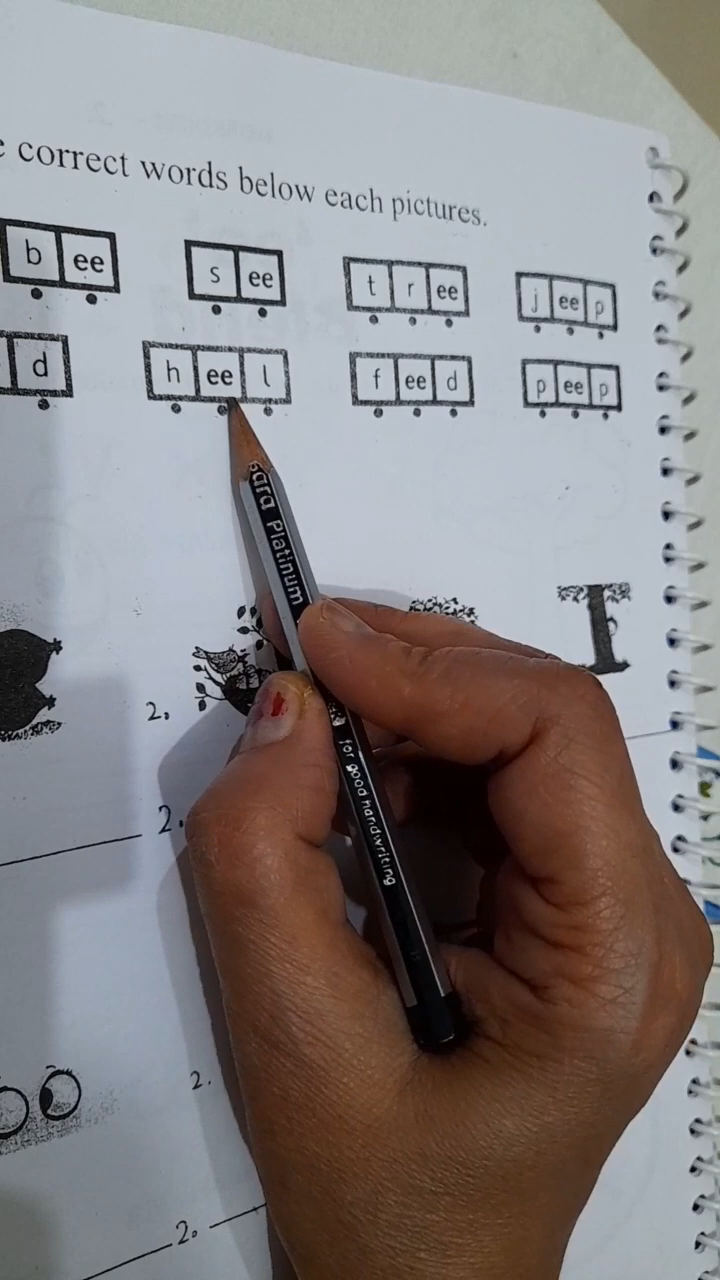 correct words below each pictures.
b ee s ee t r ee j ee p
d h ee l f ee d p ee p
ara Platinum
for good handwriting
2.
2.
2.
2.